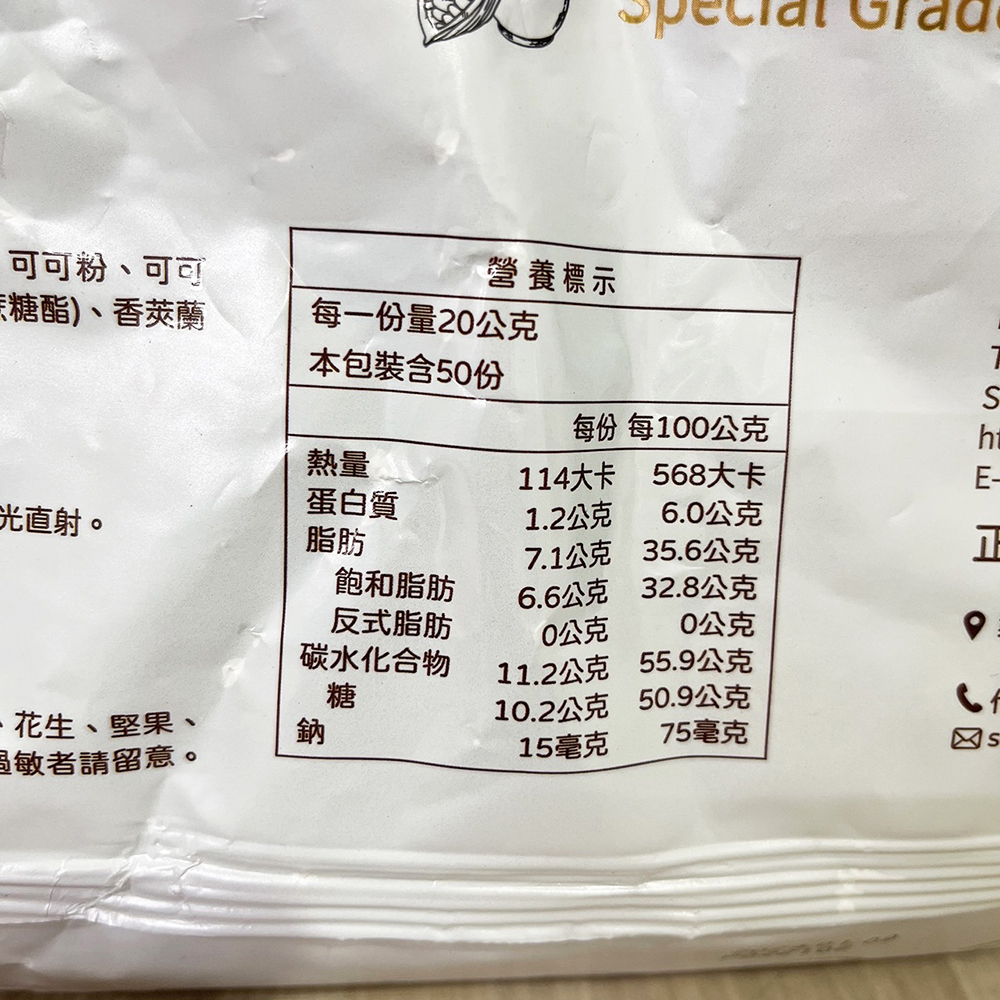 Special Grad
可可粉、可可
糖酯)、香莢蘭
光直射。
、花生、堅果、
過敏者請留意。
營養標示
每一份量20公克
本包裝含50份
每份 每100公克
熱量 114大卡 568大卡
蛋白質 1.2公克 6.0公克
脂肪 7.1公克 35.6公克
飽和脂肪 6.6公克 32.8公克
反式脂肪 0公克 0公克
碳水化合物 11.2公克 55.9公克
糖 10.2公克 50.9公克
鈉 15毫克 75毫克
T
S
ht
E-
正
s